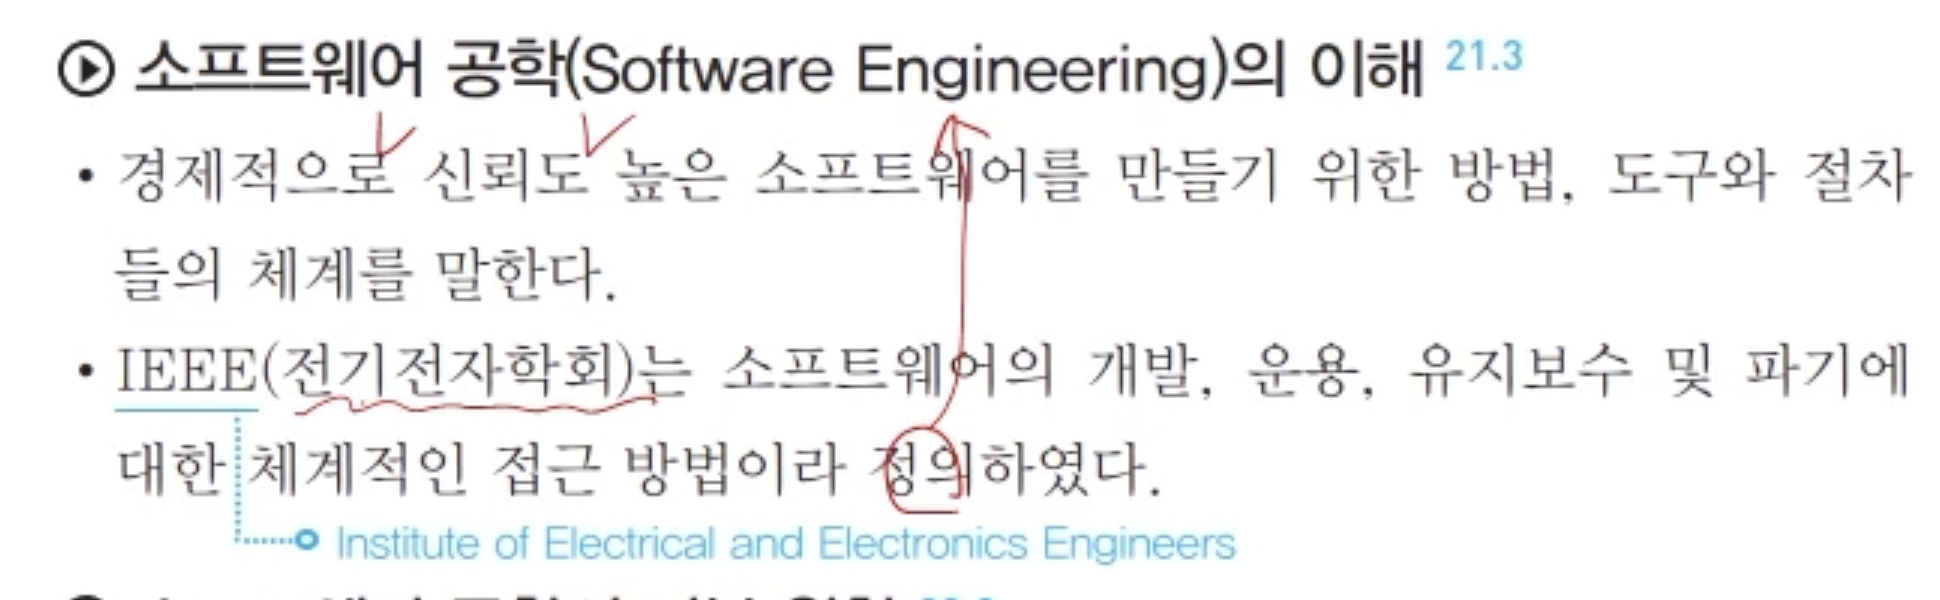 소프트웨어 공학(Software Engineering)의 이해 21.3
• 경제적으로 신뢰도 높은 소프트웨어를 만들기 위한 방법, 도구와 절차
들의 체계를 말한다.
• IEEE(전기전자학회)는 소프트웨어의 개발, 운용, 유지보수 및 파기에
대한 체계적인 접근 방법이라 정의하였다.
Institute of Electrical and Electronics Engineers